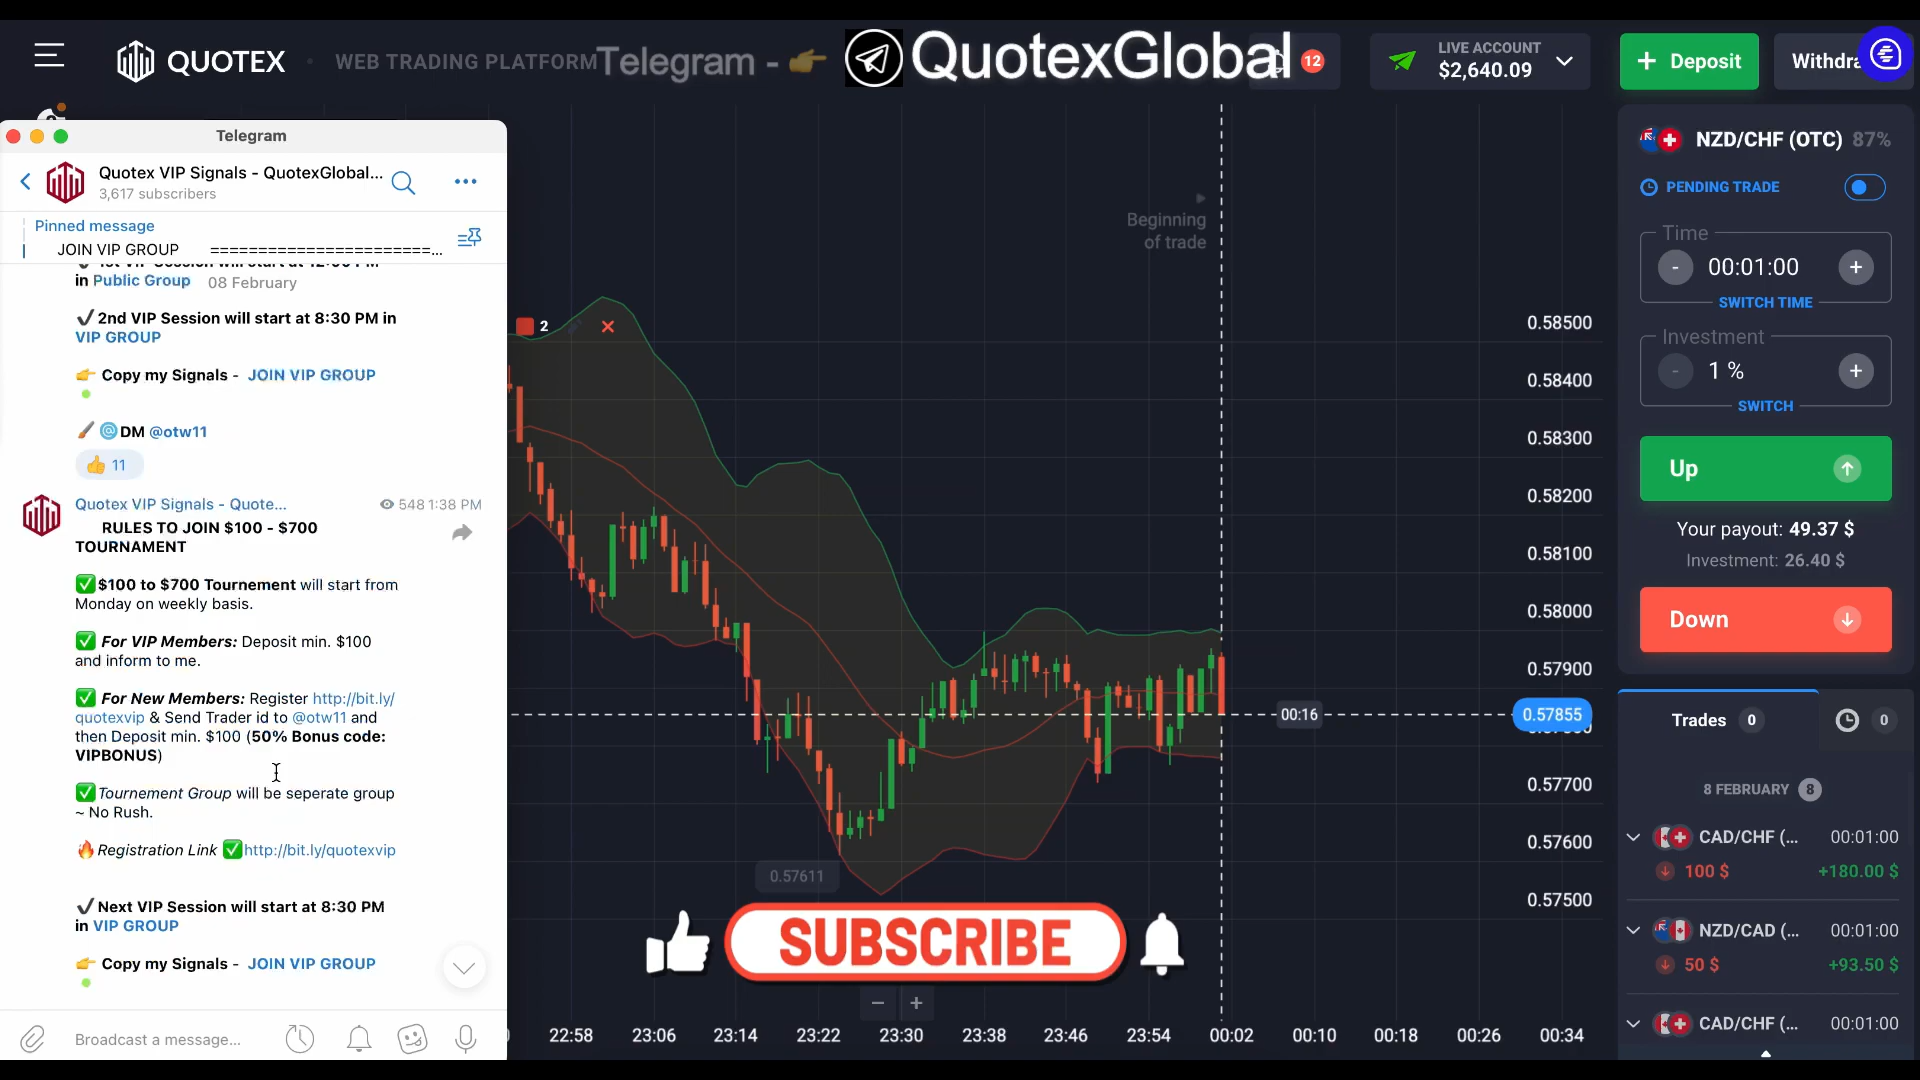 QUOTEX
WEB TRADING PLATFORM
Telegram - 👉 QuotexGlobal
12
LIVE ACCOUNT
$2,640.09
+ Deposit
Withdra
Telegram
Quotex VIP Signals - QuotexGlobal...
3,617 subscribers
Pinned message
JOIN VIP GROUP =======================...
in Public Group
08 February
✔️2nd VIP Session will start at 8:30 PM in
VIP GROUP
👉 Copy my Signals - JOIN VIP GROUP
DM @otw11
👍 11
Quotex VIP Signals - Quote...
548 1:38 PM
RULES TO JOIN $100 - $700
TOURNAMENT
✅$100 to $700 Tournement will start from
Monday on weekly basis.
✅ For VIP Members: Deposit min. $100
and inform to me.
✅ For New Members: Register http://bit.ly/
quotexvip & Send Trader id to @otw11 and
then Deposit min. $100 (50% Bonus code:
VIPBONUS)
✅Tournement Group will be seperate group
~ No Rush.
🔥Registration Link ✅http://bit.ly/quotexvip
✔️Next VIP Session will start at 8:30 PM
in VIP GROUP
👉 Copy my Signals - JOIN VIP GROUP
Broadcast a message...
2
Beginning
of trade
00:16
0.57611
SUBSCRIBE
− +
0.58500
0.58400
0.58300
0.58200
0.58100
0.58000
0.57900
0.57855
0.57700
0.57600
0.57500
22:58 23:06 23:14 23:22 23:30 23:38 23:46 23:54 00:02 00:10 00:18 00:26 00:34
NZD/CHF (OTC) 87%
PENDING TRADE
Time
- 00:01:00 +
SWITCH TIME
Investment
- 1 % +
SWITCH
Up
Your payout: 49.37 $
Investment: 26.40 $
Down
Trades 0
0
8 FEBRUARY 8
CAD/CHF (... 00:01:00
100 $ +180.00 $
NZD/CAD (... 00:01:00
50 $ +93.50 $
CAD/CHF (... 00:01:00